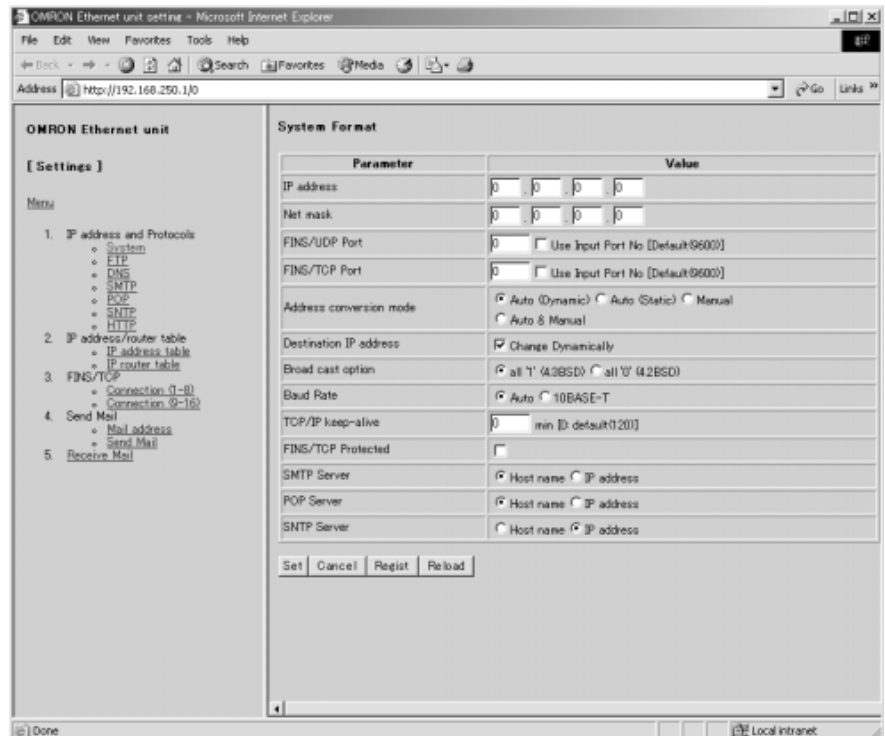 OMRON Ethernet unit setting - Microsoft Internet Explorer
File Edit View Favorites Tools Help
Back Search Favorites Media
Address http://192.168.250.1/0 Go Links »
OMRON Ethernet unit
[ Settings ]
Menu
1. IP address and Protocols
System
FTP
DNS
SMTP
POP
SNTP
HTTP
2. IP address/router table
IP address table
IP router table
3. FINS/TCP
Connection (1-8)
Connection (9-16)
4. Send Mail
Mail address
Send Mail
5. Receive Mail
System Format
Parameter Value
IP address 0 . 0 . 0 . 0
Net mask 0 . 0 . 0 . 0
FINS/UDP Port 0 Use Input Port No [Default(9600)]
FINS/TCP Port 0 Use Input Port No [Default(9600)]
Address conversion mode Auto (Dynamic) Auto (Static) Manual
Auto & Manual
Destination IP address Change Dynamically
Broad cast option all '1' (4.3BSD) all '0' (4.2BSD)
Baud Rate Auto 10BASE-T
TCP/IP keep-alive 0 min [0: default(120)]
FINS/TCP Protected
SMTP Server Host name IP address
POP Server Host name IP address
SNTP Server Host name IP address
Set Cancel Regist Reload
Done Local intranet